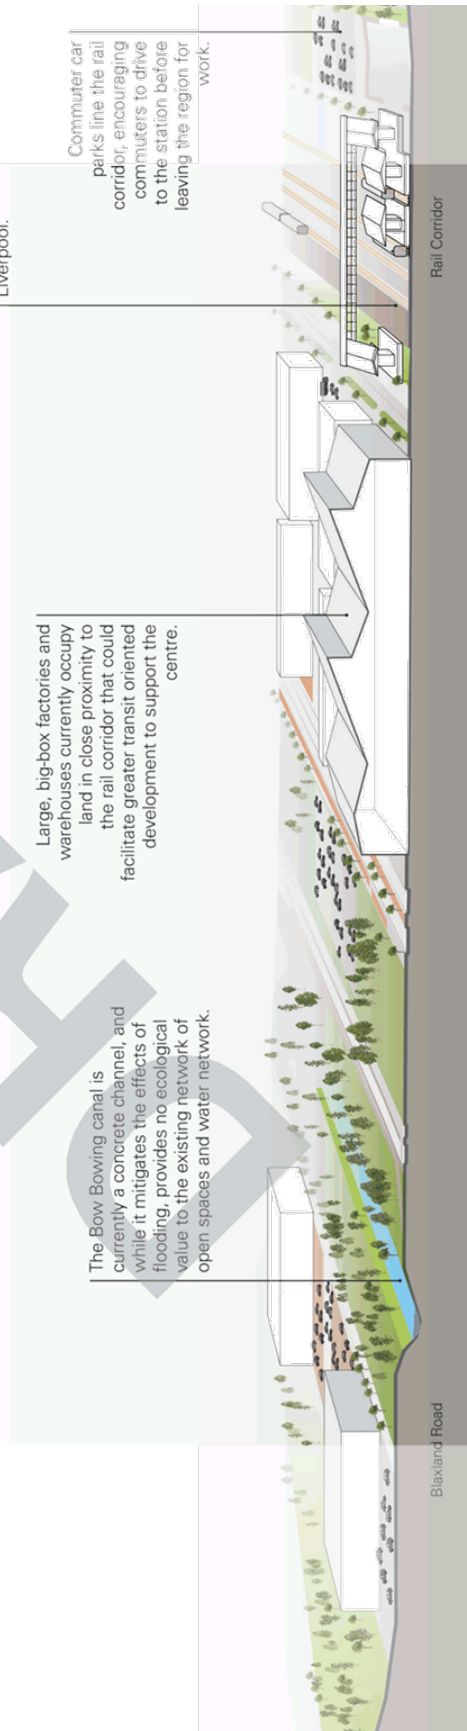 The Bow Bowing canal is
currently a concrete channel, and
while it mitigates the effects of
flooding, provides no ecological
value to the existing network of
open spaces and water network.
Large, big-box factories and
warehouses currently occupy
land in close proximity to
the rail corridor that could
facilitate greater transit oriented
development to support the
centre.
Liverpool.
Commuter car
parks line the rail
corridor, encouraging
commuters to drive
to the station before
leaving the region for
work.
Blaxland Road
Rail Corridor